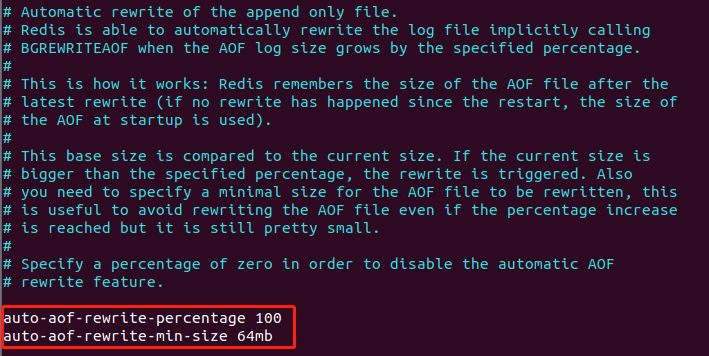 # Automatic rewrite of the append only file.
# Redis is able to automatically rewrite the log file implicitly calling
# BGREWRITEAOF when the AOF log size grows by the specified percentage.
#
# This is how it works: Redis remembers the size of the AOF file after the
# latest rewrite (if no rewrite has happened since the restart, the size of
# the AOF at startup is used).
#
# This base size is compared to the current size. If the current size is
# bigger than the specified percentage, the rewrite is triggered. Also
# you need to specify a minimal size for the AOF file to be rewritten, this
# is useful to avoid rewriting the AOF file even if the percentage increase
# is reached but it is still pretty small.
#
# Specify a percentage of zero in order to disable the automatic AOF
# rewrite feature.
auto-aof-rewrite-percentage 100
auto-aof-rewrite-min-size 64mb